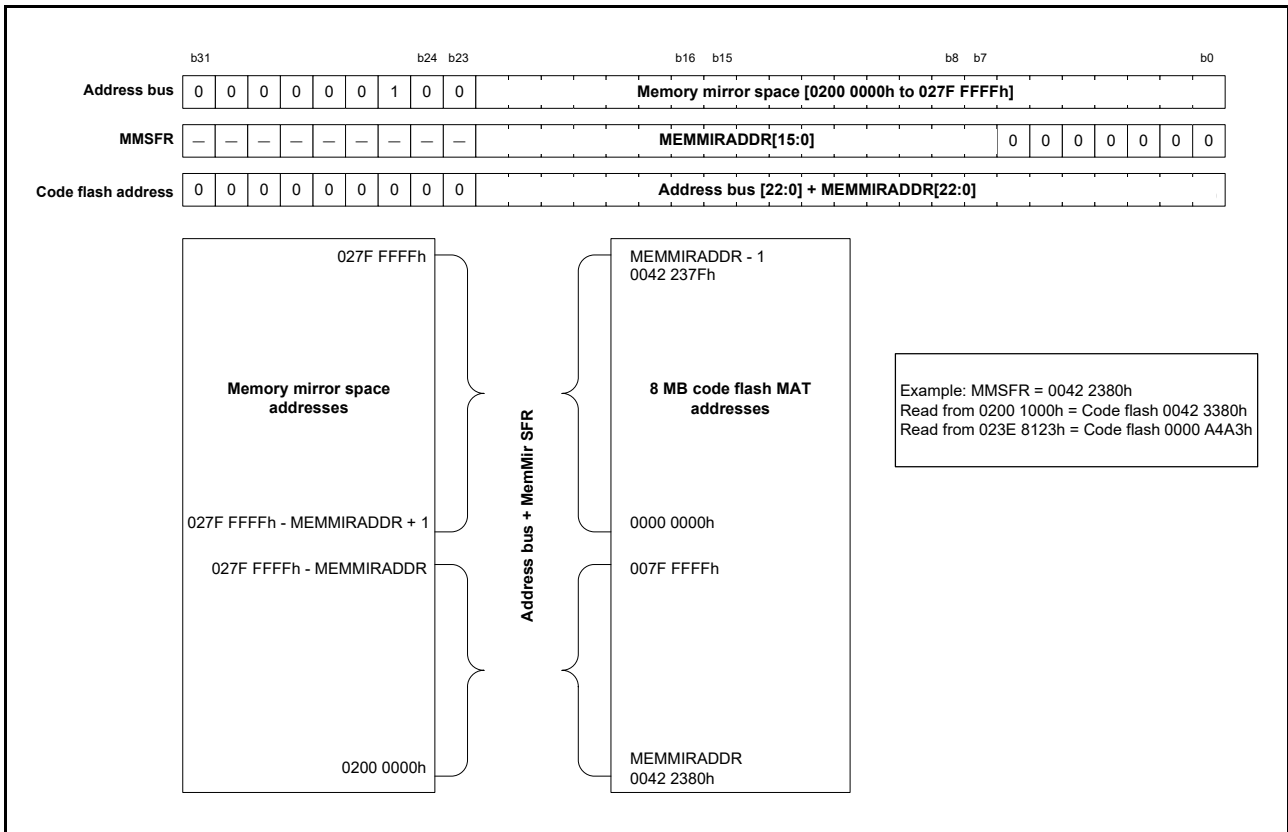 b31 b24 b23 b16 b15 b8 b7 b0
Address bus 0 0 0 0 0 0 1 0 0 Memory mirror space [0200 0000h to 027F FFFFh]
MMSFR — — — — — — — — — MEMMIRADDR[15:0] 0 0 0 0 0 0 0
Code flash address 0 0 0 0 0 0 0 0 0 Address bus [22:0] + MEMMIRADDR[22:0]
027F FFFFh
Memory mirror space
addresses
027F FFFFh - MEMMIRADDR + 1
027F FFFFh - MEMMIRADDR
0200 0000h
Address bus + MemMir SFR
MEMMIRADDR - 1
0042 237Fh
8 MB code flash MAT
addresses
0000 0000h
007F FFFFh
MEMMIRADDR
0042 2380h
Example: MMSFR = 0042 2380h
Read from 0200 1000h = Code flash 0042 3380h
Read from 023E 8123h = Code flash 0000 A4A3h